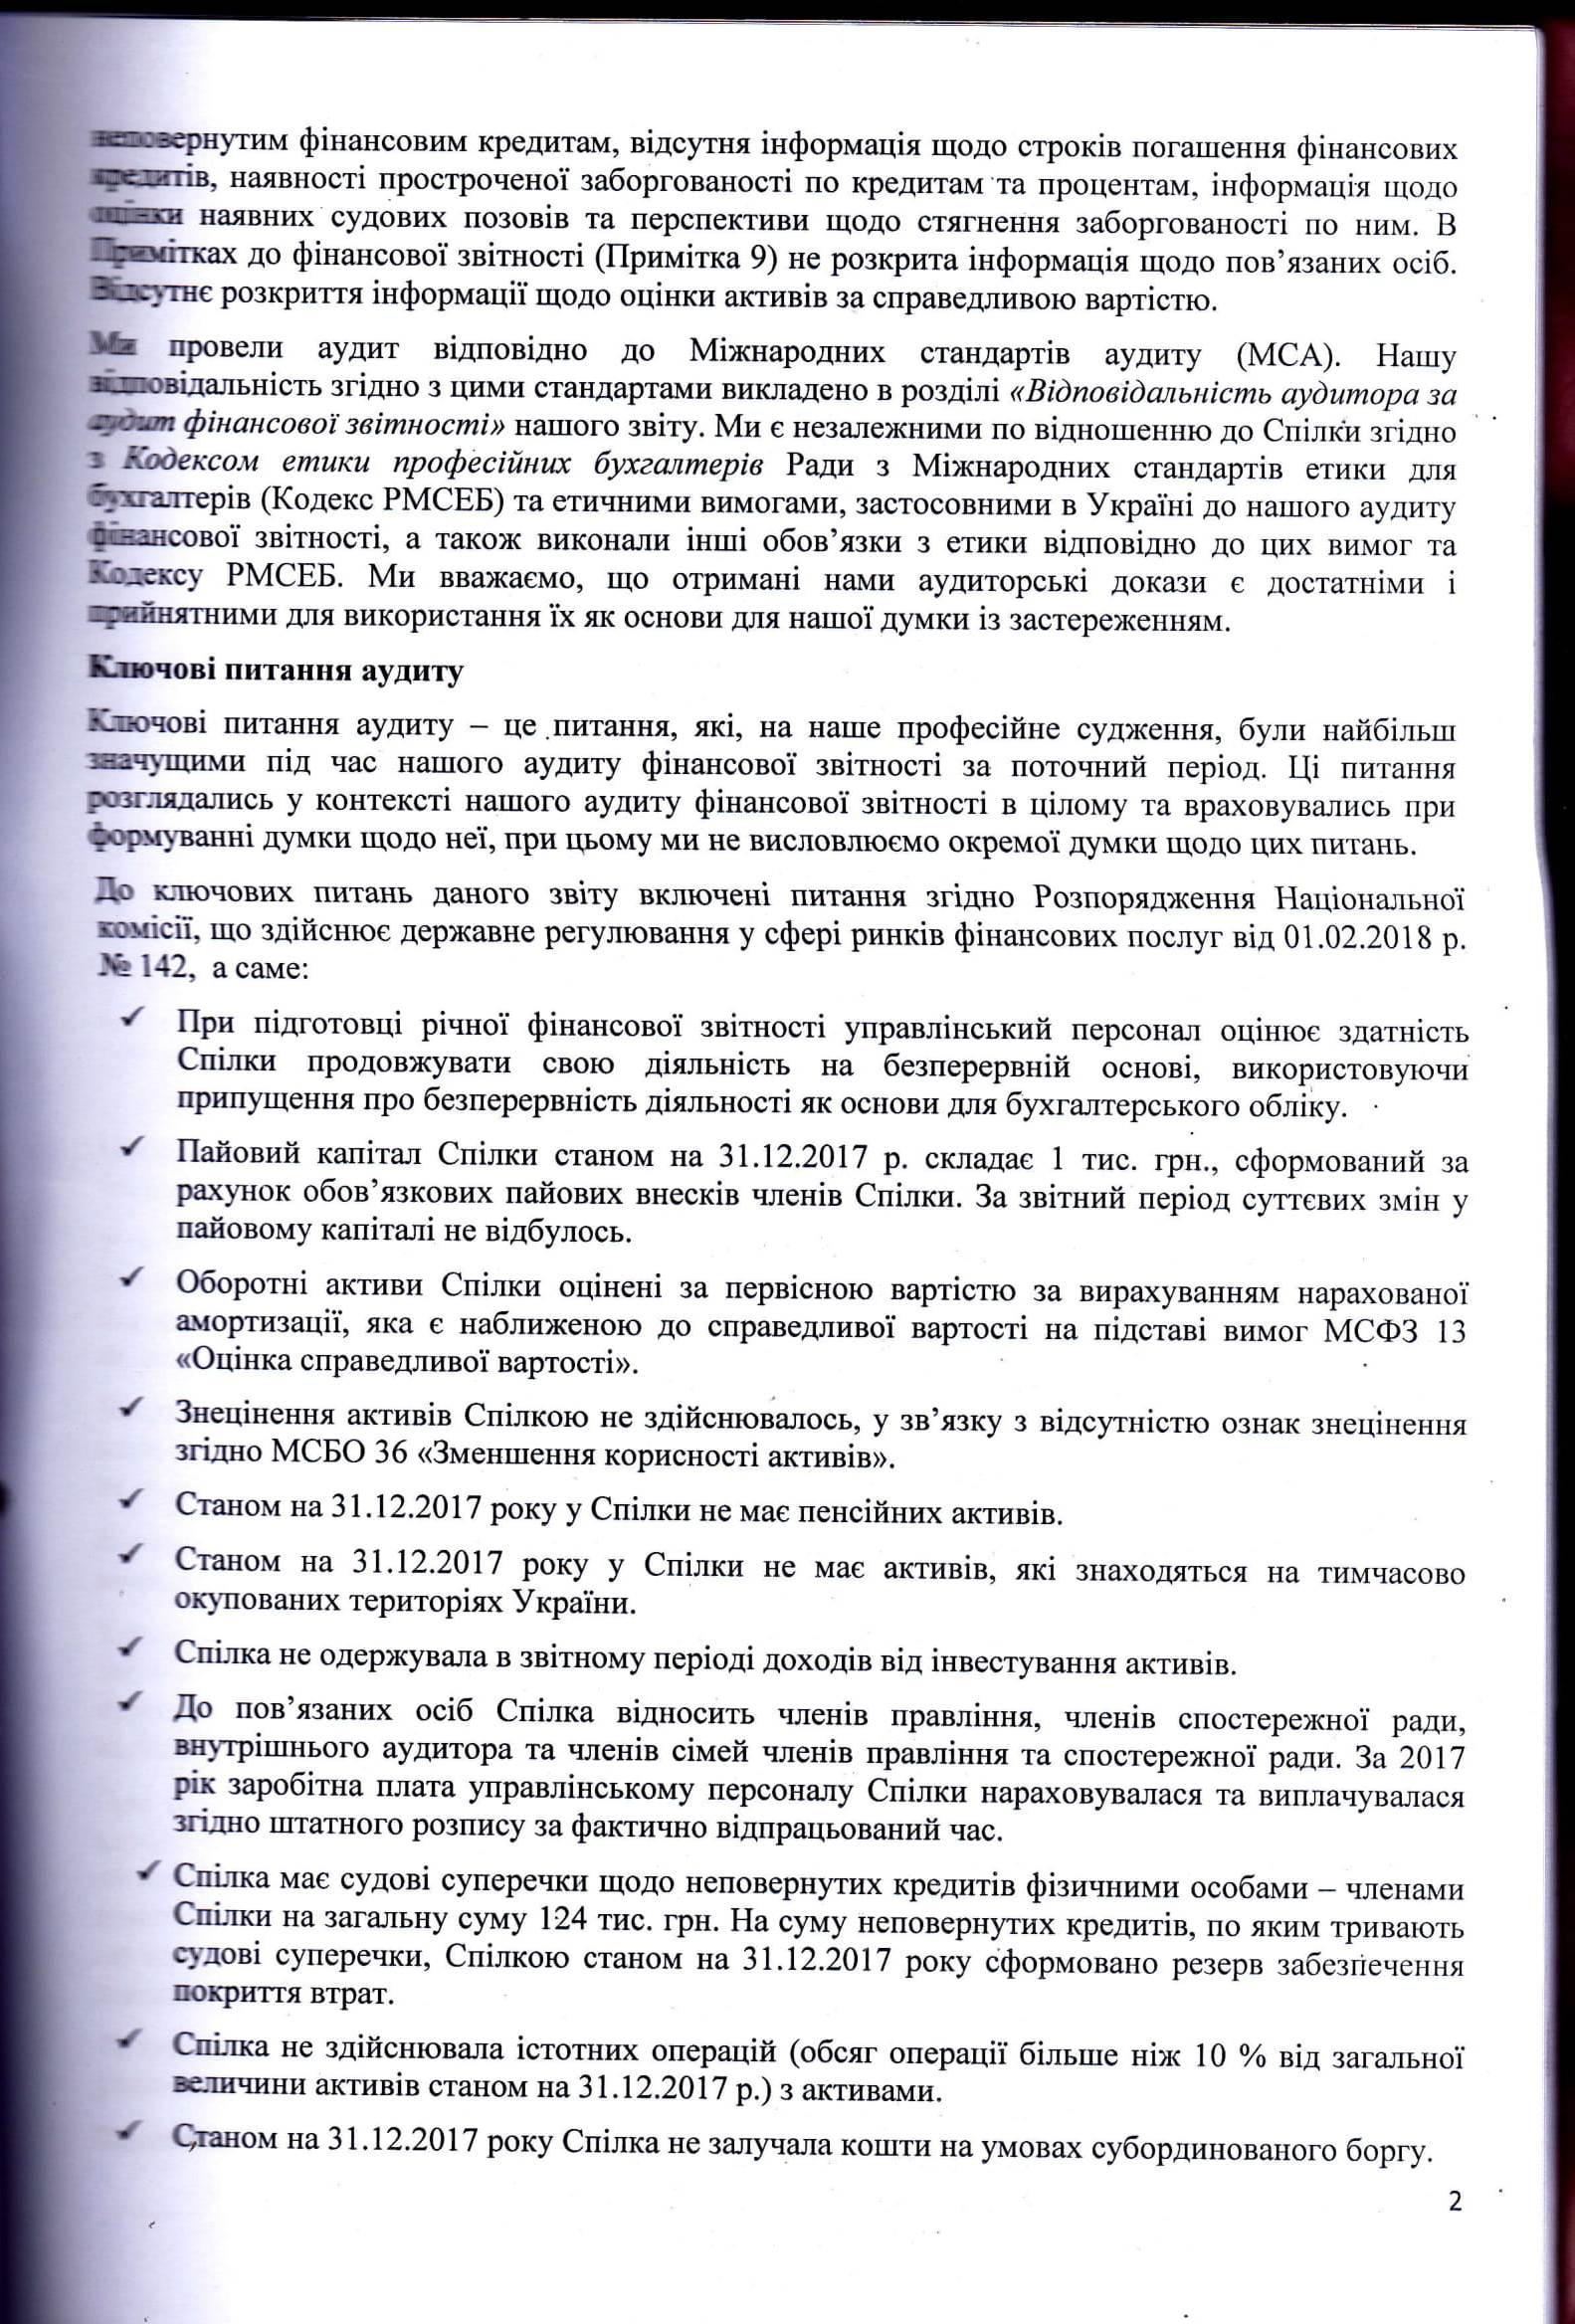 неповернутим фінансовим кредитам, відсутня інформація щодо строків погашення фінансових
кредитів, наявності простроченої заборгованості по кредитам та процентам, інформація щодо
оцінки наявних судових позовів та перспективи щодо стягнення заборгованості по ним. В
Примітках до фінансової звітності (Примітка 9) не розкрита інформація щодо пов’язаних осіб.
Відсутнє розкриття інформації щодо оцінки активів за справедливою вартістю.
Ми провели аудит відповідно до Міжнародних стандартів аудиту (МСА). Нашу
відповідальність згідно з цими стандартами викладено в розділі «Відповідальність аудитора за
аудит фінансової звітності» нашого звіту. Ми є незалежними по відношенню до Спілки згідно
з Кодексом етики професійних бухгалтерів Ради з Міжнародних стандартів етики для
бухгалтерів (Кодекс РМСЕБ) та етичними вимогами, застосовними в Україні до нашого аудиту
фінансової звітності, а також виконали інші обов’язки з етики відповідно до цих вимог та
Кодексу РМСЕБ. Ми вважаємо, що отримані нами аудиторські докази є достатніми і
прийнятними для використання їх як основи для нашої думки із застереженням.
Ключові питання аудиту
Ключові питання аудиту – це питання, які, на наше професійне судження, були найбільш
значущими під час нашого аудиту фінансової звітності за поточний період. Ці питання
розглядались у контексті нашого аудиту фінансової звітності в цілому та враховувались при
формуванні думки щодо неї, при цьому ми не висловлюємо окремої думки щодо цих питань.
До ключових питань даного звіту включені питання згідно Розпорядження Національної
комісії, що здійснює державне регулювання у сфері ринків фінансових послуг від 01.02.2018 р.
№ 142, а саме:
✓ При підготовці річної фінансової звітності управлінський персонал оцінює здатність
Спілки продовжувати свою діяльність на безперервній основі, використовуючи
припущення про безперервність діяльності як основи для бухгалтерського обліку.
✓ Пайовий капітал Спілки станом на 31.12.2017 р. складає 1 тис. грн., сформований за
рахунок обов’язкових пайових внесків членів Спілки. За звітний період суттєвих змін у
пайовому капіталі не відбулось.
✓ Оборотні активи Спілки оцінені за первісною вартістю за вирахуванням нарахованої
амортизації, яка є наближеною до справедливої вартості на підставі вимог МСФЗ 13
«Оцінка справедливої вартості».
✓ Знецінення активів Спілкою не здійснювалось, у зв’язку з відсутністю ознак знецінення
згідно МСБО 36 «Зменшення корисності активів».
✓ Станом на 31.12.2017 року у Спілки не має пенсійних активів.
✓ Станом на 31.12.2017 року у Спілки не має активів, які знаходяться на тимчасово
окупованих територіях України.
✓ Спілка не одержувала в звітному періоді доходів від інвестування активів.
✓ До пов’язаних осіб Спілка відносить членів правління, членів спостережної ради,
внутрішнього аудитора та членів сімей членів правління та спостережної ради. За 2017
рік заробітна плата управлінському персоналу Спілки нараховувалася та виплачувалася
згідно штатного розпису за фактично відпрацьований час.
✓ Спілка має судові суперечки щодо неповернутих кредитів фізичними особами – членами
Спілки на загальну суму 124 тис. грн. На суму неповернутих кредитів, по яким тривають
судові суперечки, Спілкою станом на 31.12.2017 року сформовано резерв забезпечення
покриття втрат.
✓ Спілка не здійснювала істотних операцій (обсяг операції більше ніж 10 % від загальної
величини активів станом на 31.12.2017 р.) з активами.
✓ Станом на 31.12.2017 року Спілка не залучала кошти на умовах субординованого боргу.
2